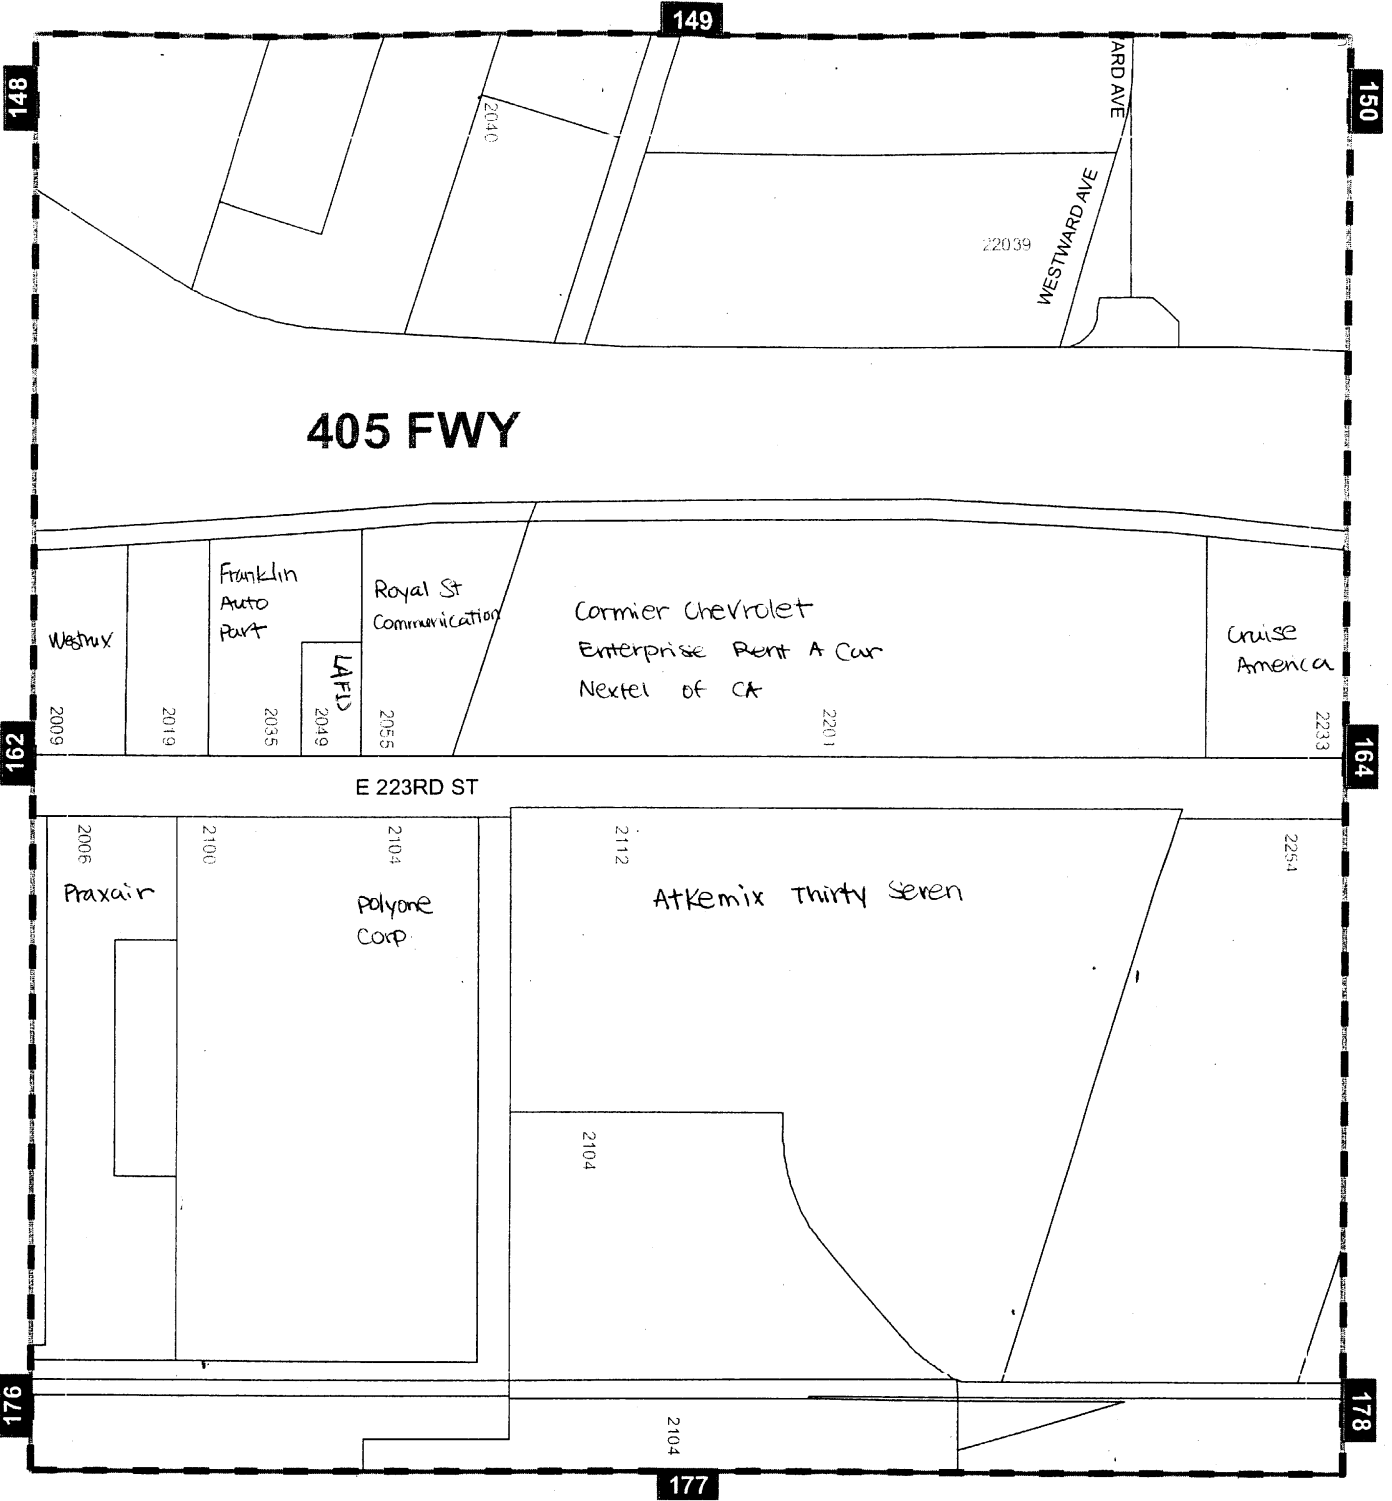 149
148
150
ARD AVE
2040
WESTWARD AVE
22039
405 FWY
Franklin
Auto
Part
Royal St
Communication
Cormier Chevrolet
Enterprise Rent A Car
Nextel of CA
Cruise
America
Westrux
LAFD
2009
2019
2035
2049
2055
2201
2233
162
164
E 223RD ST
2006
2100
2104
2112
2254
Praxair
Polyone
Corp.
Atkemix Thirty Seven
2104
176
178
2104
177